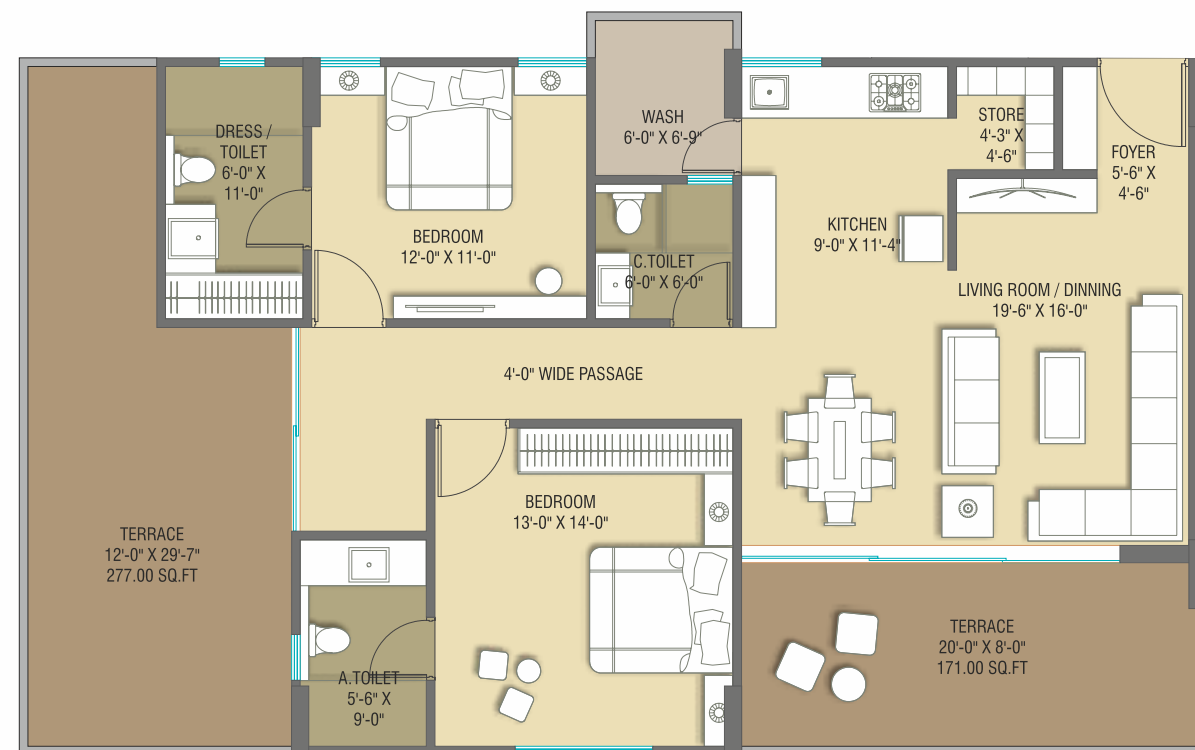 WASH
6'-0" X 6'-9"
STORE
4'-3" X
4'-6"
DRESS /
TOILET
6'-0" X
11'-0"
FOYER
5'-6" X
4'-6"
BEDROOM
12'-0" X 11'-0"
KITCHEN
9'-0" X 11'-4"
C.TOILET
6'-0" X 6'-0"
LIVING ROOM / DINNING
19'-6" X 16'-0"
4'-0" WIDE PASSAGE
BEDROOM
13'-0" X 14'-0"
TERRACE
12'-0" X 29'-7"
277.00 SQ.FT
TERRACE
20'-0" X 8'-0"
171.00 SQ.FT
A.TOILET
5'-6" X
9'-0"